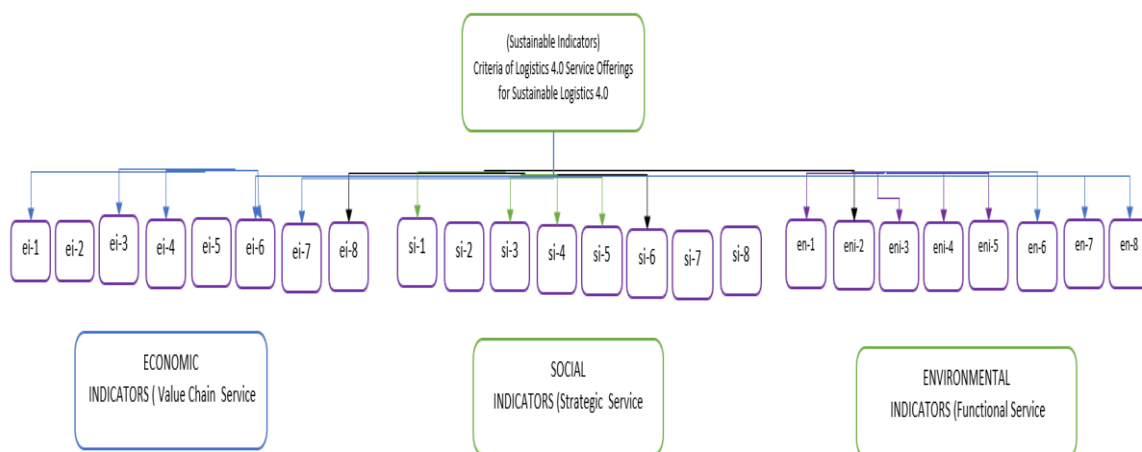 (Sustainable Indicators)
Criteria of Logistics 4.0 Service Offerings
for Sustainable Logistics 4.0
ei-1
ei-2
ei-3
ei-4
ei-5
ei-6
ei-7
ei-8
si-1
si-2
si-3
si-4
si-5
si-6
si-7
si-8
en-1
eni-2
eni-3
eni-4
eni-5
en-6
en-7
en-8
ECONOMIC
INDICATORS ( Value Chain Service
SOCIAL
INDICATORS (Strategic Service
ENVIRONMENTAL
INDICATORS (Functional Service